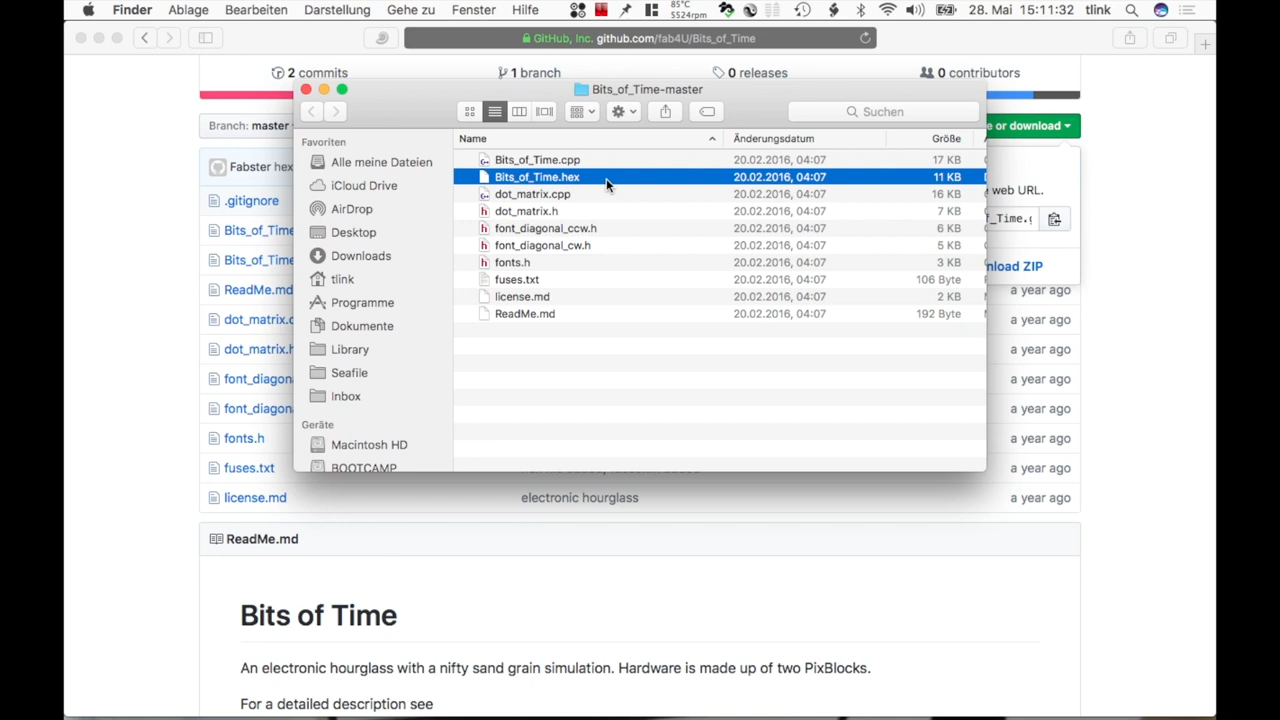 Finder Ablage Bearbeiten Darstellung Gehe zu Fenster Hilfe 85°C 5524rpm 28. Mai 15:11:32 tlink
GitHub, Inc. github.com/fab4U/Bits_of_Time
2 commits 1 branch 0 releases 0 contributors
Bits_of_Time-master
Suchen
Branch: master
e or download
Favoriten
Alle meine Dateien
iCloud Drive
AirDrop
Desktop
Downloads
tlink
Programme
Dokumente
Library
Seafile
Inbox
Geräte
Macintosh HD
BOOTCAMP
Name Änderungsdatum Größe
Bits_of_Time.cpp 20.02.2016, 04:07 17 KB
Bits_of_Time.hex 20.02.2016, 04:07 11 KB
dot_matrix.cpp 20.02.2016, 04:07 16 KB
dot_matrix.h 20.02.2016, 04:07 7 KB
font_diagonal_ccw.h 20.02.2016, 04:07 6 KB
font_diagonal_cw.h 20.02.2016, 04:07 5 KB
fonts.h 20.02.2016, 04:07 3 KB
fuses.txt 20.02.2016, 04:07 106 Byte
license.md 20.02.2016, 04:07 2 KB
ReadMe.md 20.02.2016, 04:07 192 Byte
Fabster hex
web URL.
.gitignore
f_Time.g
Bits_of_Time
Bits_of_Time
nload ZIP
ReadMe.md a year ago
dot_matrix.c a year ago
dot_matrix.h a year ago
font_diagon a year ago
font_diagon a year ago
fonts.h a year ago
fuses.txt a year ago
license.md electronic hourglass a year ago
ReadMe.md
Bits of Time
An electronic hourglass with a nifty sand grain simulation. Hardware is made up of two PixBlocks.
For a detailed description see